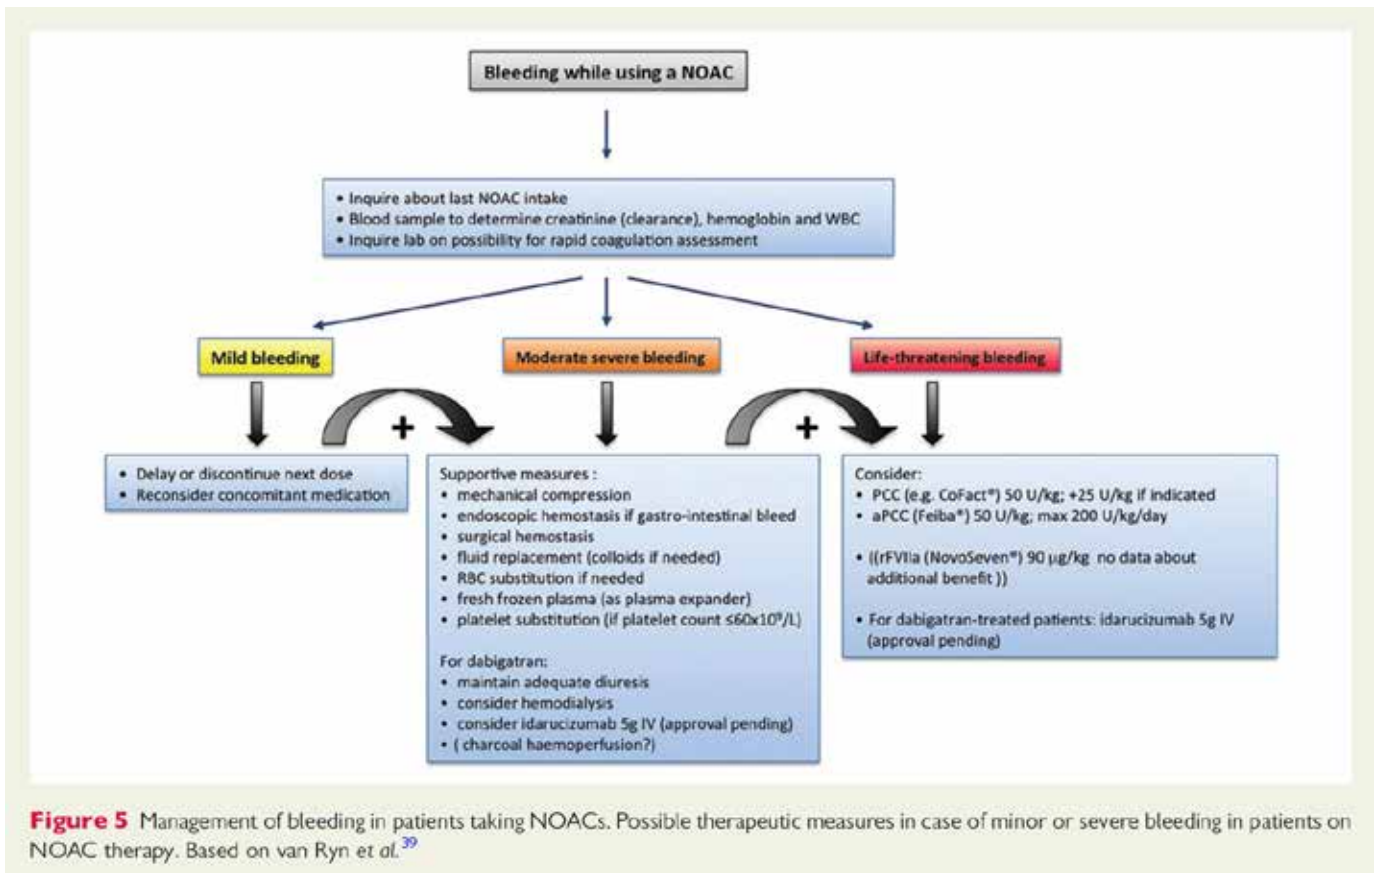 Bleeding while using a NOAC
• Inquire about last NOAC intake
• Blood sample to determine creatinine (clearance), hemoglobin and WBC
• Inquire lab on possibility for rapid coagulation assessment
Mild bleeding
Moderate severe bleeding
Life-threatening bleeding
+
+
• Delay or discontinue next dose
• Reconsider concomitant medication
Supportive measures :
• mechanical compression
• endoscopic hemostasis if gastro-intestinal bleed
• surgical hemostasis
• fluid replacement (colloids if needed)
• RBC substitution if needed
• fresh frozen plasma (as plasma expander)
• platelet substitution (if platelet count ≤60x10⁹/L)
For dabigatran:
• maintain adequate diuresis
• consider hemodialysis
• consider idarucizumab 5g IV (approval pending)
• ( charcoal haemoperfusion?)
Consider:
• PCC (e.g. CoFact®) 50 U/kg; +25 U/kg if indicated
• aPCC (Feiba®) 50 U/kg; max 200 U/kg/day
• ((rFVIIa (NovoSeven®) 90 µg/kg no data about
additional benefit ))
• For dabigatran-treated patients: idarucizumab 5g IV
(approval pending)
Figure 5 Management of bleeding in patients taking NOACs. Possible therapeutic measures in case of minor or severe bleeding in patients on
NOAC therapy. Based on van Ryn et al.³⁹